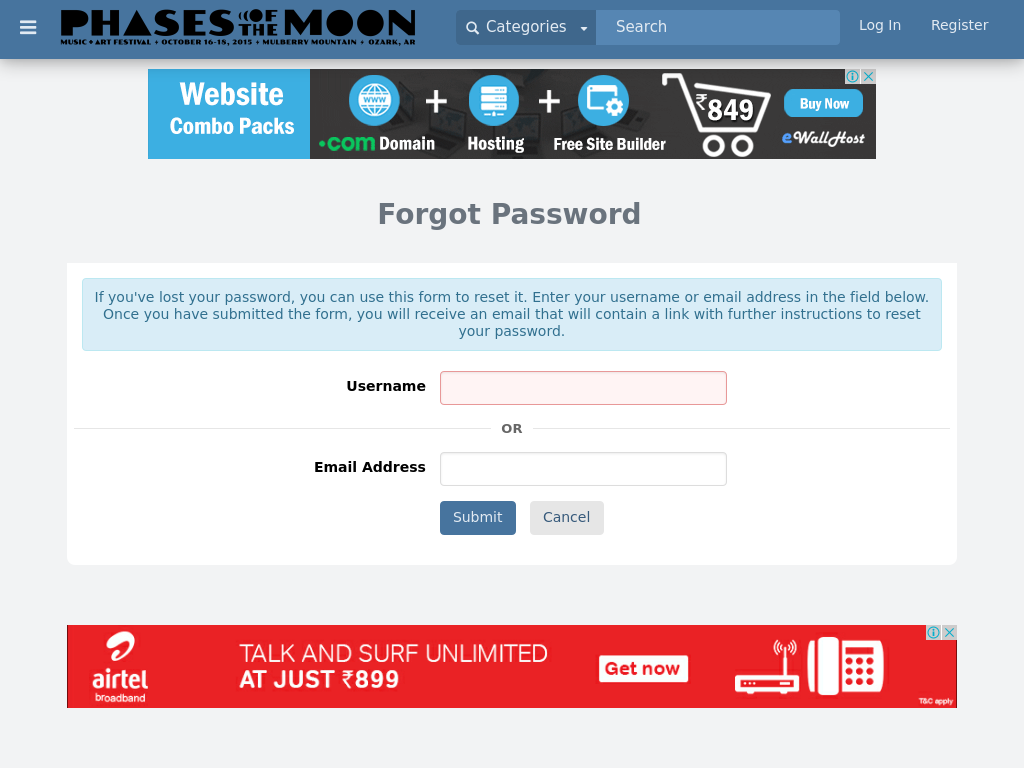 PHASES OF THE MOON
MUSIC + ART FESTIVAL • OCTOBER 16-18, 2015 • MULBERRY MOUNTAIN • OZARK, AR
Categories
Search
Log In
Register
Website
Combo Packs
www
+
+
.com Domain
Hosting
Free Site Builder
₹849
Buy Now
eWallHost
Forgot Password
If you've lost your password, you can use this form to reset it. Enter your username or email address in the field below.
Once you have submitted the form, you will receive an email that will contain a link with further instructions to reset
your password.
Username
OR
Email Address
Submit
Cancel
airtel
broadband
TALK AND SURF UNLIMITED
AT JUST ₹899
Get now
T&C apply